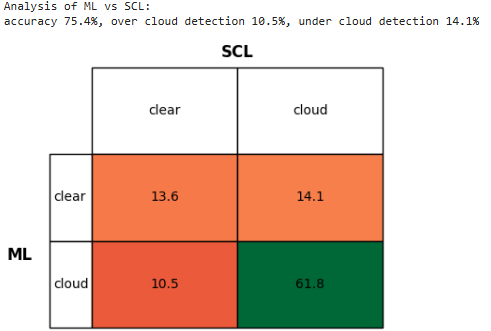 Analysis of ML vs SCL:
accuracy 75.4%, over cloud detection 10.5%, under cloud detection 14.1%
SCL
clear cloud
clear 13.6 14.1
ML
cloud 10.5 61.8